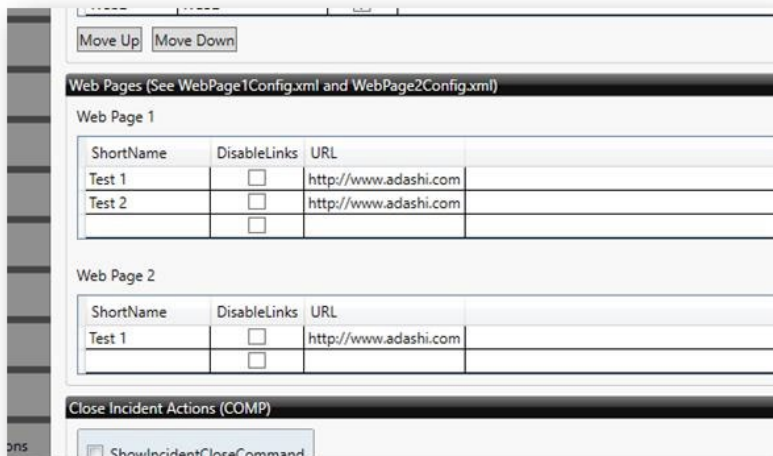 Move Up Move Down
Web Pages (See WebPage1Config.xml and WebPage2Config.xml)
Web Page 1
ShortName DisableLinks URL
Test 1 http://www.adashi.com
Test 2 http://www.adashi.com
Web Page 2
ShortName DisableLinks URL
Test 1 http://www.adashi.com
Close Incident Actions (COMP)
ons ShowIncidentCloseCommand